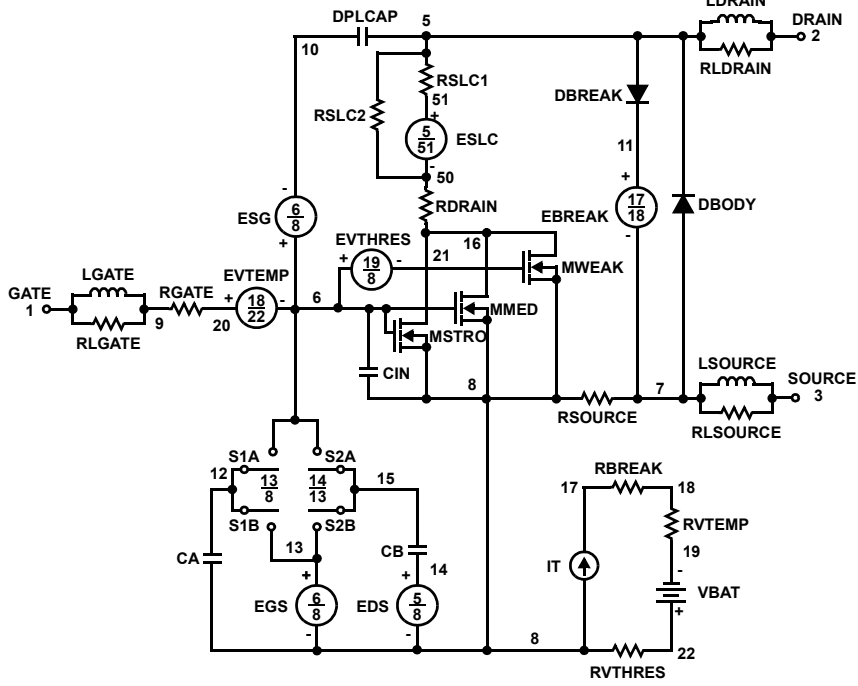 LDRAIN
DPLCAP 5 DRAIN
10 2
RSLC1 RLDRAIN
51 DBREAK
RSLC2
+
5
51
ESLC
11
-
50
- +
ESG
6
8
RDRAIN
17
18
DBODY
EBREAK
+ EVTHRES 16 -
+
19
8
- 21 MWEAK
LGATE EVTEMP
GATE RGATE +
18
22
- 6 MMED
1 9 20 MSTRO
RLGATE LSOURCE
CIN 8 7 SOURCE
3
RSOURCE
RLSOURCE
S1A S2A
12
13
8
14
13
15 RBREAK
17 18
S1B S2B RVTEMP
13 CB
CA 14 19
IT -
+ + VBAT
EGS
6
8
EDS
5
8
+
- - 8 22
RVTHRES